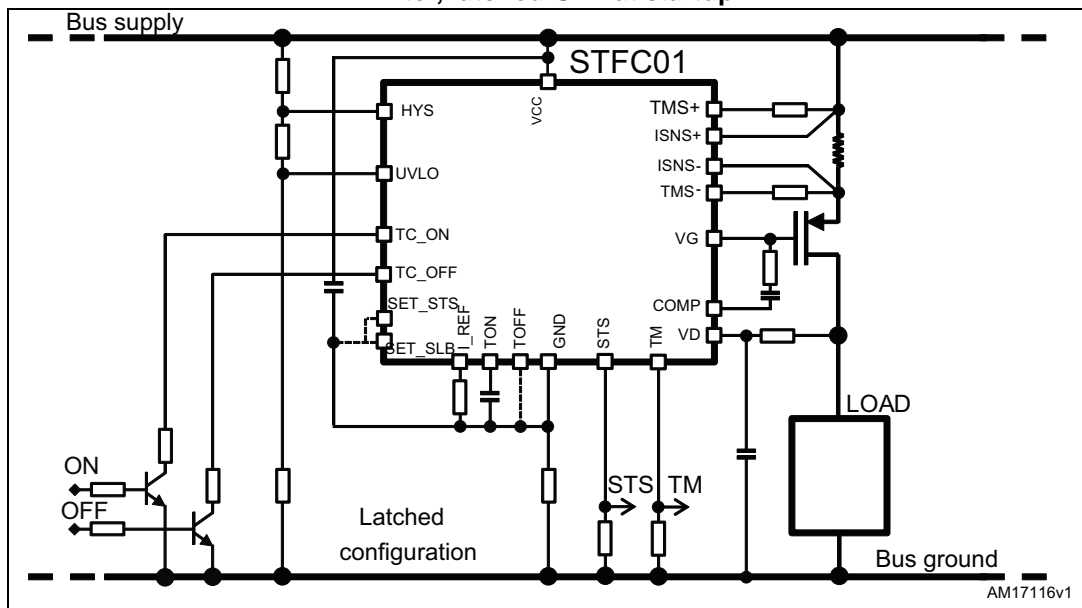 Bus supply
STFC01
VCC
HYS
UVLO
TC_ON
TC_OFF
SET_STS
SET_SLB
I_REF
TON
TOFF
GND
STS
TM
TMS+
ISNS+
ISNS-
TMS-
VG
COMP
VD
LOAD
ON
OFF
STS
TM
Latched
configuration
Bus ground
AM17116v1